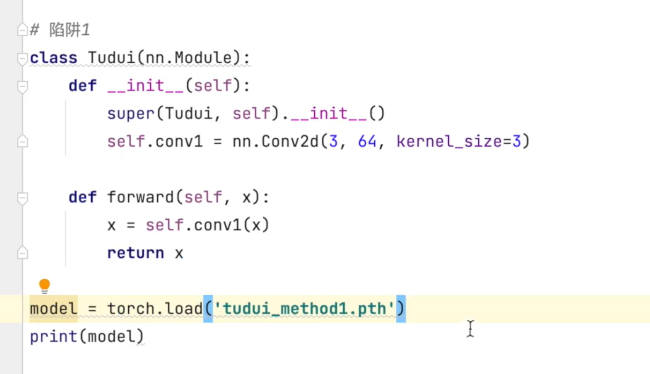 # 陷阱1
class Tudui(nn.Module):
    def __init__(self):
        super(Tudui, self).__init__()
        self.conv1 = nn.Conv2d(3, 64, kernel_size=3)
    def forward(self, x):
        x = self.conv1(x)
        return x
model = torch.load('tudui_method1.pth')
print(model)